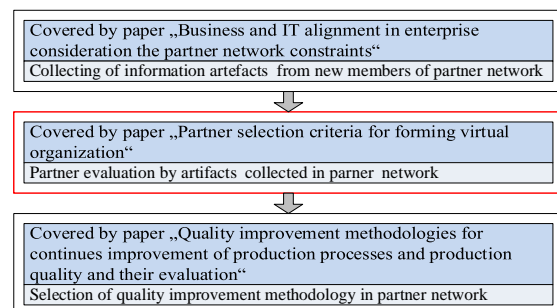 Covered by paper „Business and IT alignment in enterprise
consideration the partner network constraints“
Collecting of information artefacts from new members of partner network
Covered by paper „Partner selection criteria for forming virtual
organization“
Partner evaluation by artifacts collected in parner network
Covered by paper „Quality improvement methodologies for
continues improvement of production processes and production
quality and their evaluation“
Selection of quality improvement methodology in partner network